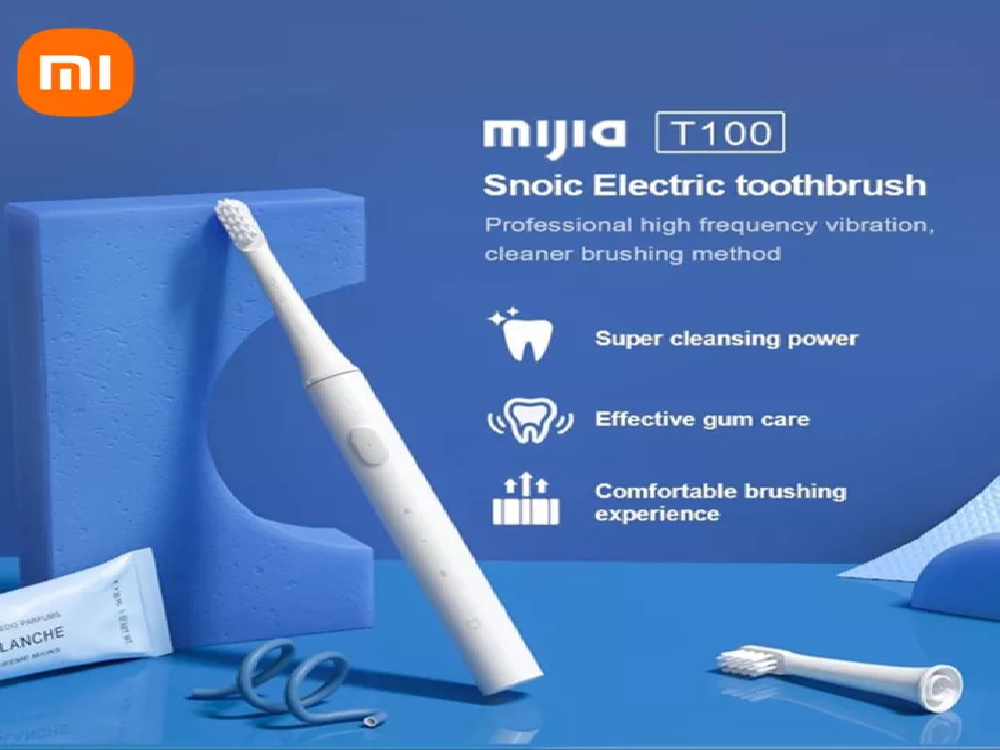 mi
mijia T100
Snoic Electric toothbrush
Professional high frequency vibration,
cleaner brushing method
Super cleansing power
Effective gum care
Comfortable brushing
experience
LANCHE